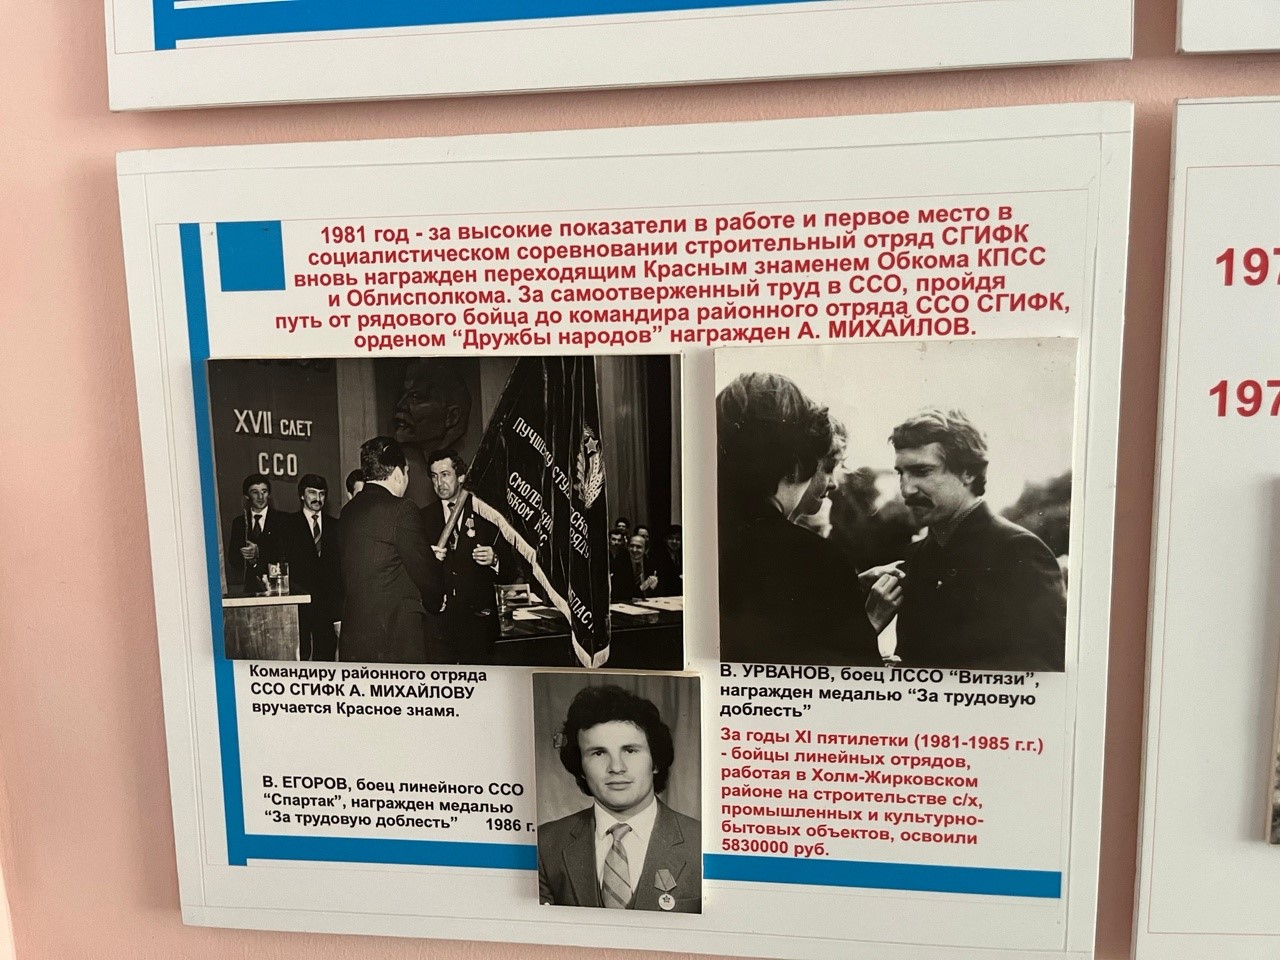 1981 год - за высокие показатели в работе и первое место в
социалистическом соревновании строительный отряд СГИФК
вновь награжден переходящим Красным знаменем Обкома КПСС
и Облисполкома. За самоотверженный труд в ССО, пройдя
путь от рядового бойца до командира районного отряда ССО СГИФК,
орденом “Дружбы народов” награжден А. МИХАЙЛОВ.
XVII СЛЕТ
ССО
ЛУЧШЕМУ
Командиру районного отряда
ССО СГИФК А. МИХАЙЛОВУ
вручается Красное знамя.
В. УРВАНОВ, боец ЛССО “Витязи”,
награжден медалью “За трудовую
доблесть”
В. ЕГОРОВ, боец линейного ССО
“Спартак”, награжден медалью
“За трудовую доблесть” 1986 г.
За годы XI пятилетки (1981-1985 г.г.)
- бойцы линейных отрядов,
работая в Холм-Жирковском
районе на строительстве с/х,
промышленных и культурно-
бытовых объектов, освоили
5830000 руб.
197
197